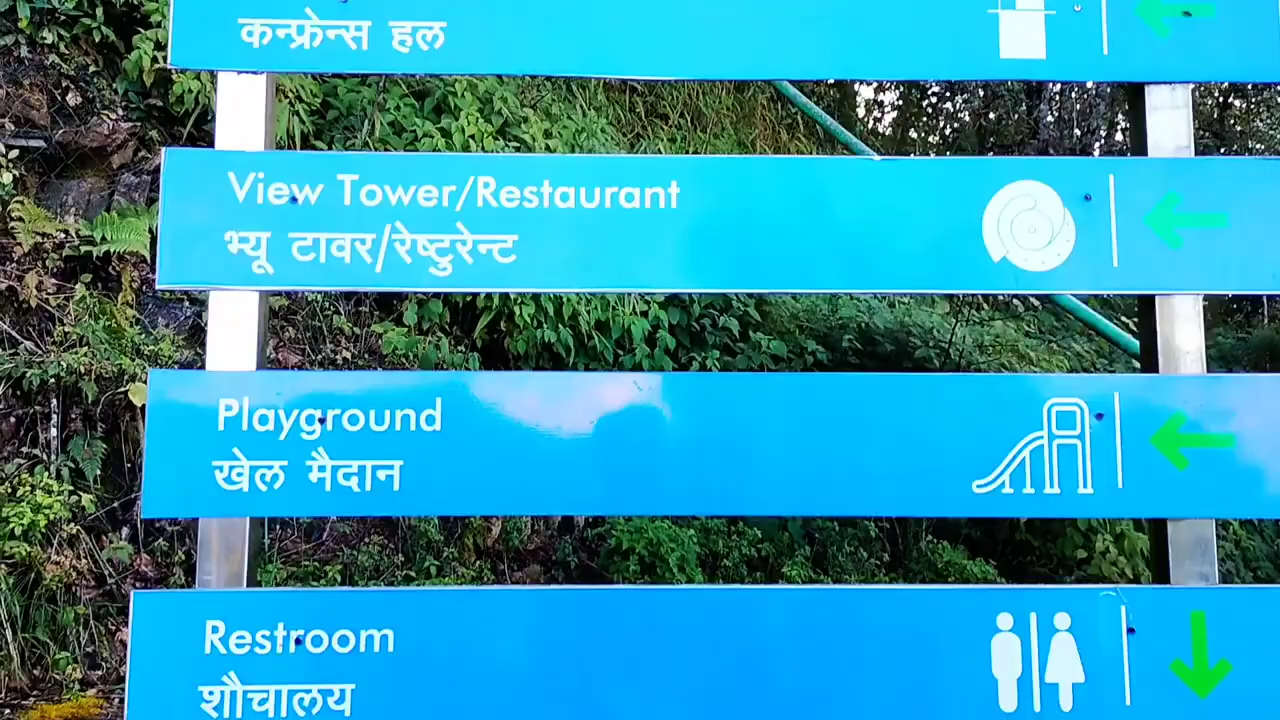 कन्फ्रेन्स हल
View Tower/Restaurant
भ्यू टावर/रेष्टुरेन्ट
Playground
खेल मैदान
Restroom
शौचालय